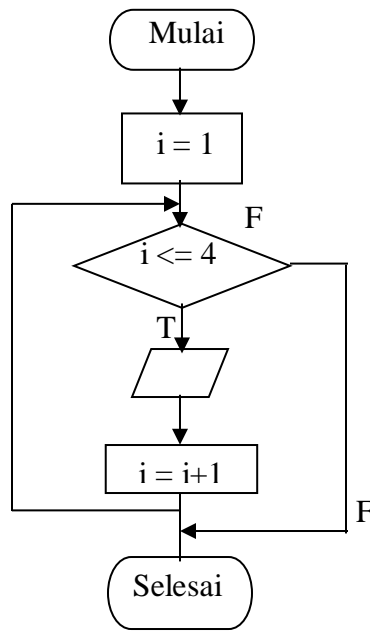 Mulai
i = 1
F
i <= 4
T
i = i+1
F
Selesai